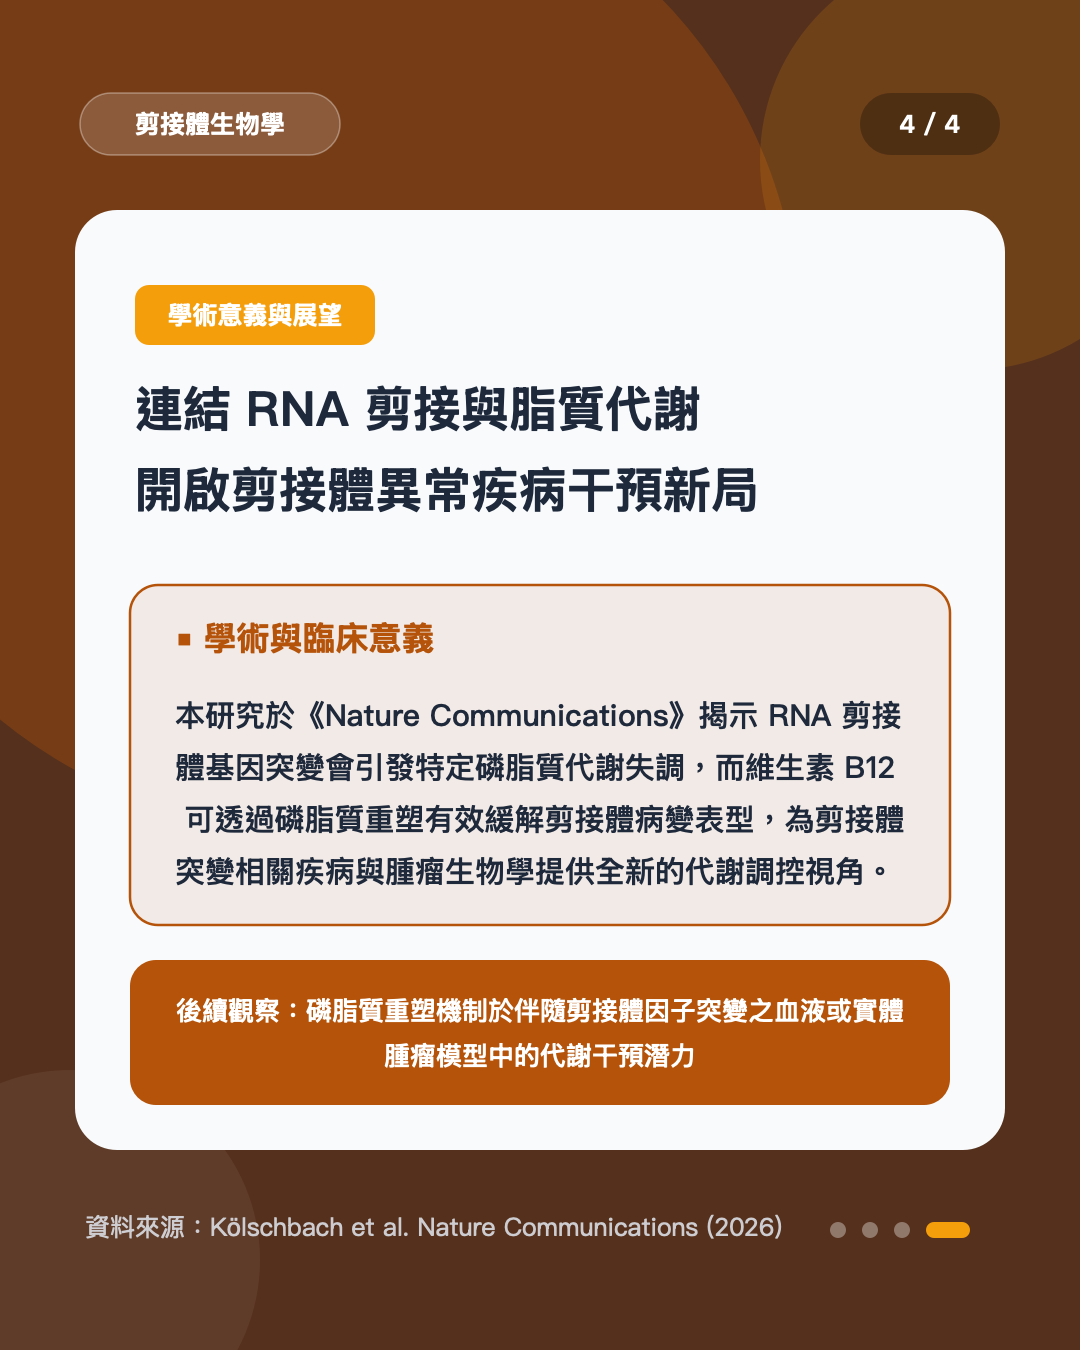 剪接體生物學
4 / 4
學術意義與展望
連結 RNA 剪接與脂質代謝
開啟剪接體異常疾病干預新局
▪ 學術與臨床意義
本研究於《Nature Communications》揭示 RNA 剪接
體基因突變會引發特定磷脂質代謝失調，而維生素 B12
可透過磷脂質重塑有效緩解剪接體病變表型，為剪接體
突變相關疾病與腫瘤生物學提供全新的代謝調控視角。
後續觀察：磷脂質重塑機制於伴隨剪接體因子突變之血液或實體
腫瘤模型中的代謝干預潛力
資料來源：Kölschbach et al. Nature Communications (2026)